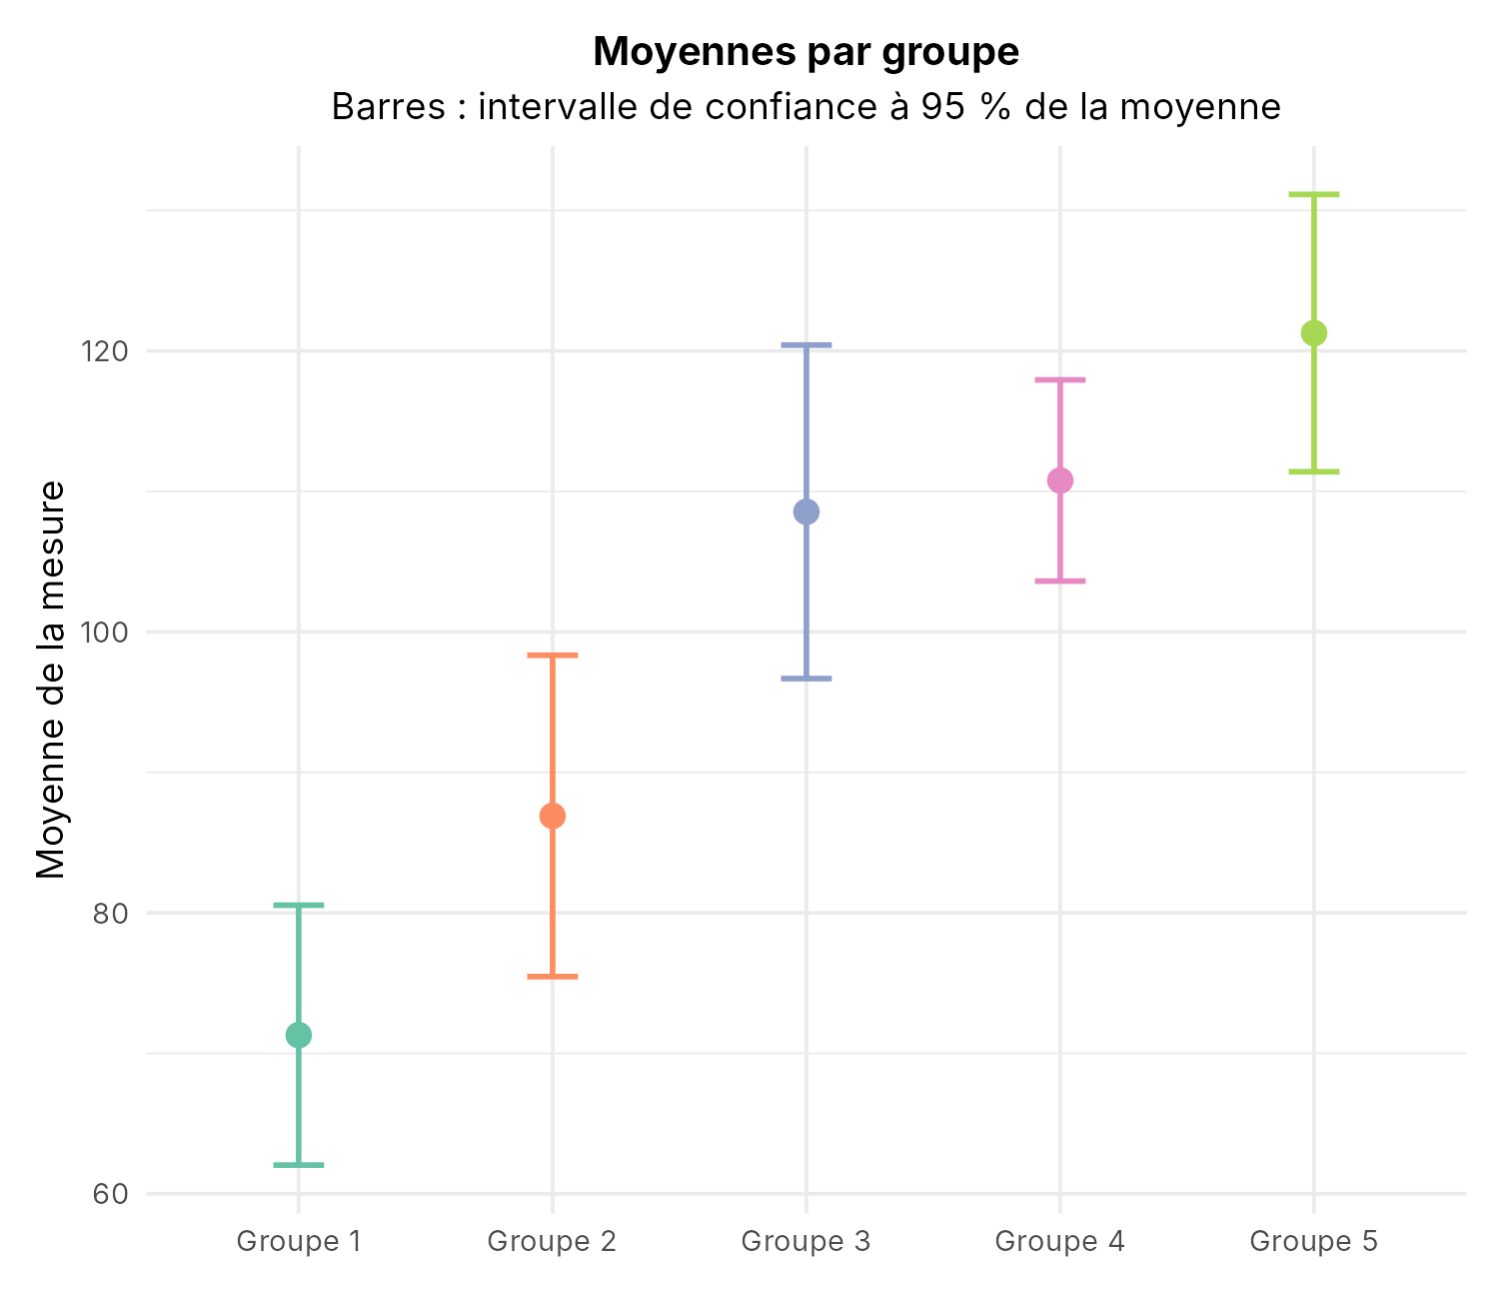 Moyennes par groupe
Barres : intervalle de confiance à 95 % de la moyenne
Moyenne de la mesure
120
100
80
60
Groupe 1
Groupe 2
Groupe 3
Groupe 4
Groupe 5